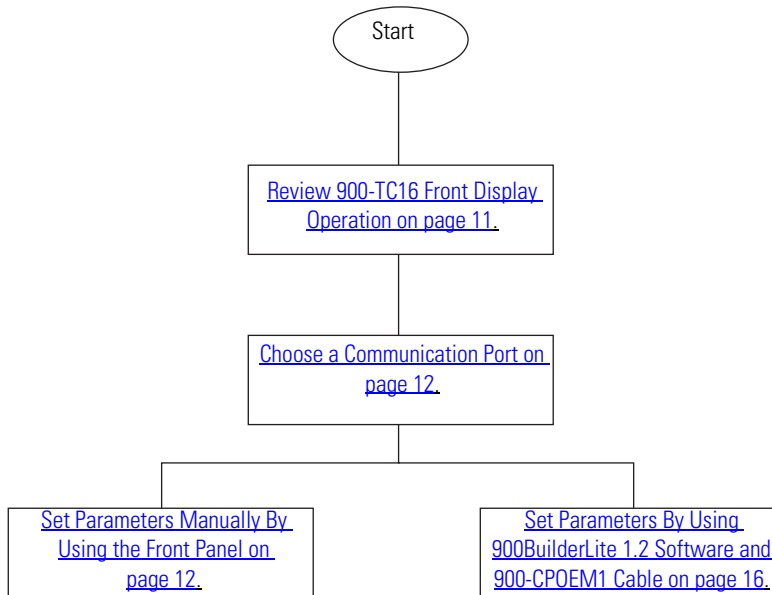 Start
Review 900-TC16 Front Display
Operation on page 11.
Choose a Communication Port on
page 12.
Set Parameters Manually By
Using the Front Panel on
page 12.
Set Parameters By Using
900BuilderLite 1.2 Software and
900-CPOEM1 Cable on page 16.